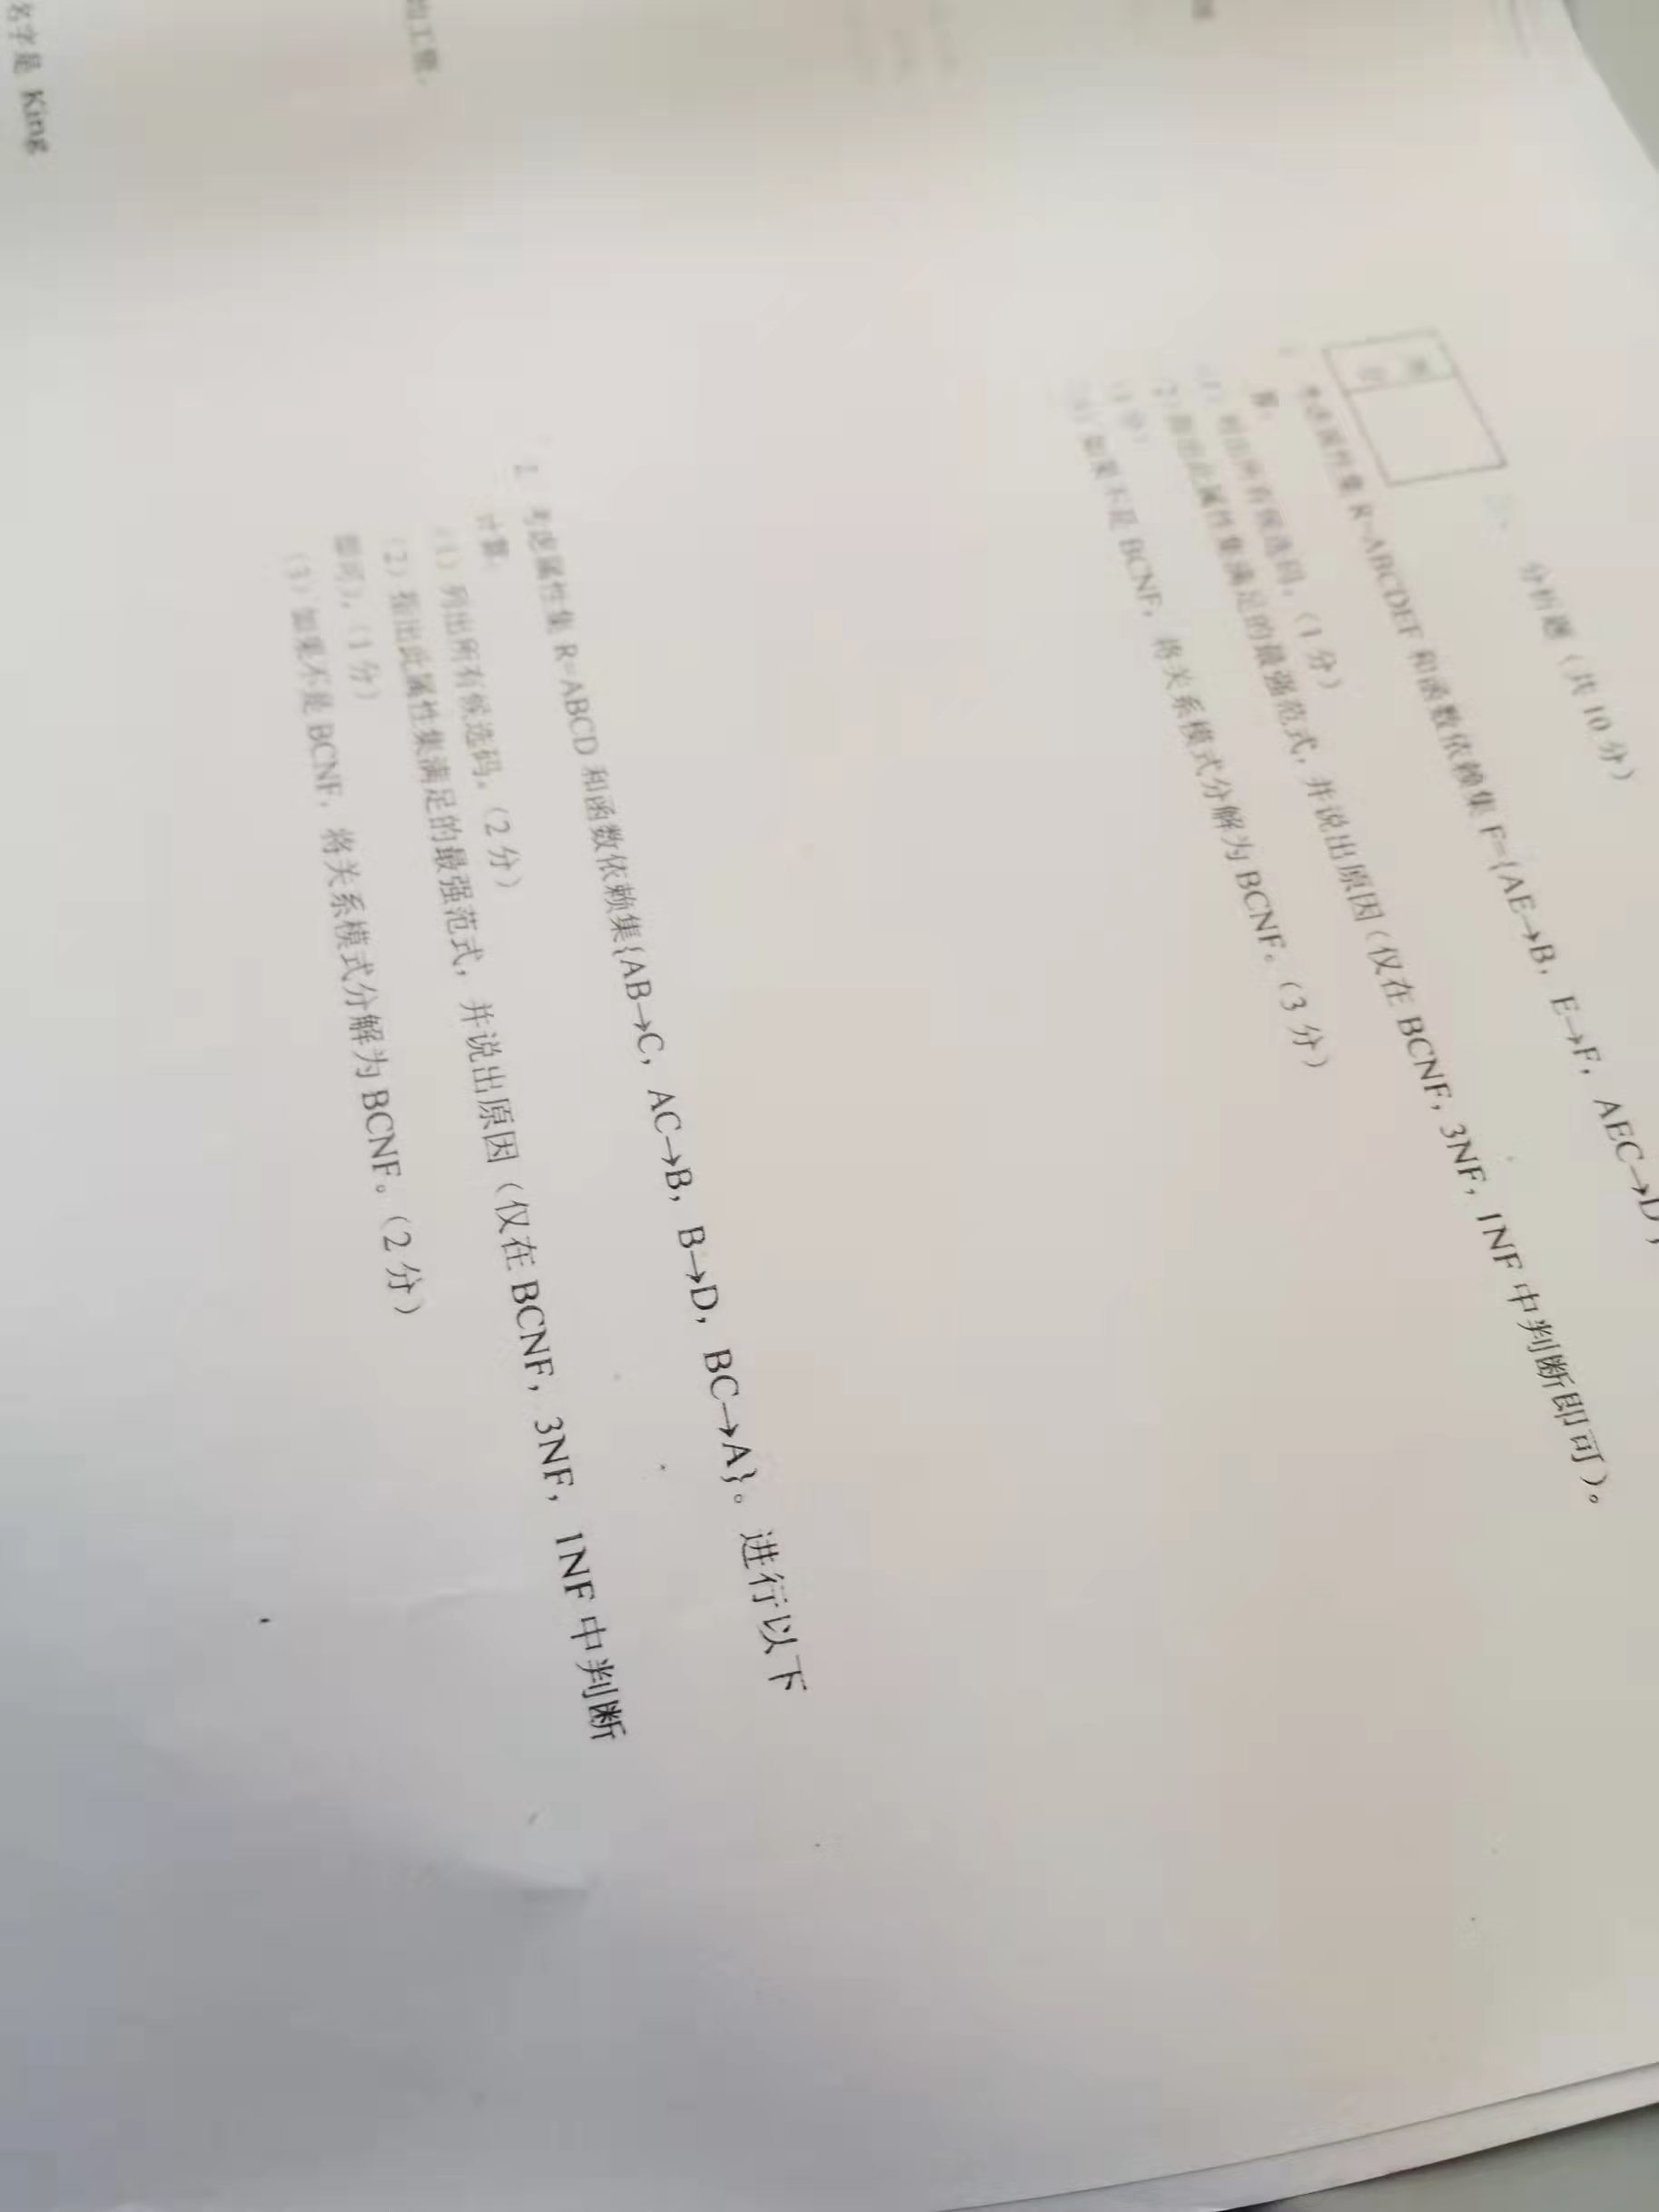 二、 分析题（共10分）
考虑属性集 R=ABCDEF 和函数依赖集 F={AE→B，E→F，AEC→D
算。
(1) 列出所有候选码。（1分）
(2) 指出此属性集满足的最强范式，并说出原因（仅在 BCNF，3NF，1NF 中判断即可）。
（1分）
(3) 如果不是 BCNF，将关系模式分解为 BCNF。（3分）
2. 考虑属性集 R=ABCD 和函数依赖集{AB→C，AC→B，B→D，BC→A}。进行以下
计算。
(1) 列出所有候选码。（2分）
(2) 指出此属性集满足的最强范式，并说出原因（仅在 BCNF，3NF，1NF 中判断
即可）。（1分）
(3) 如果不是 BCNF，将关系模式分解为 BCNF。（2分）
名字是 King